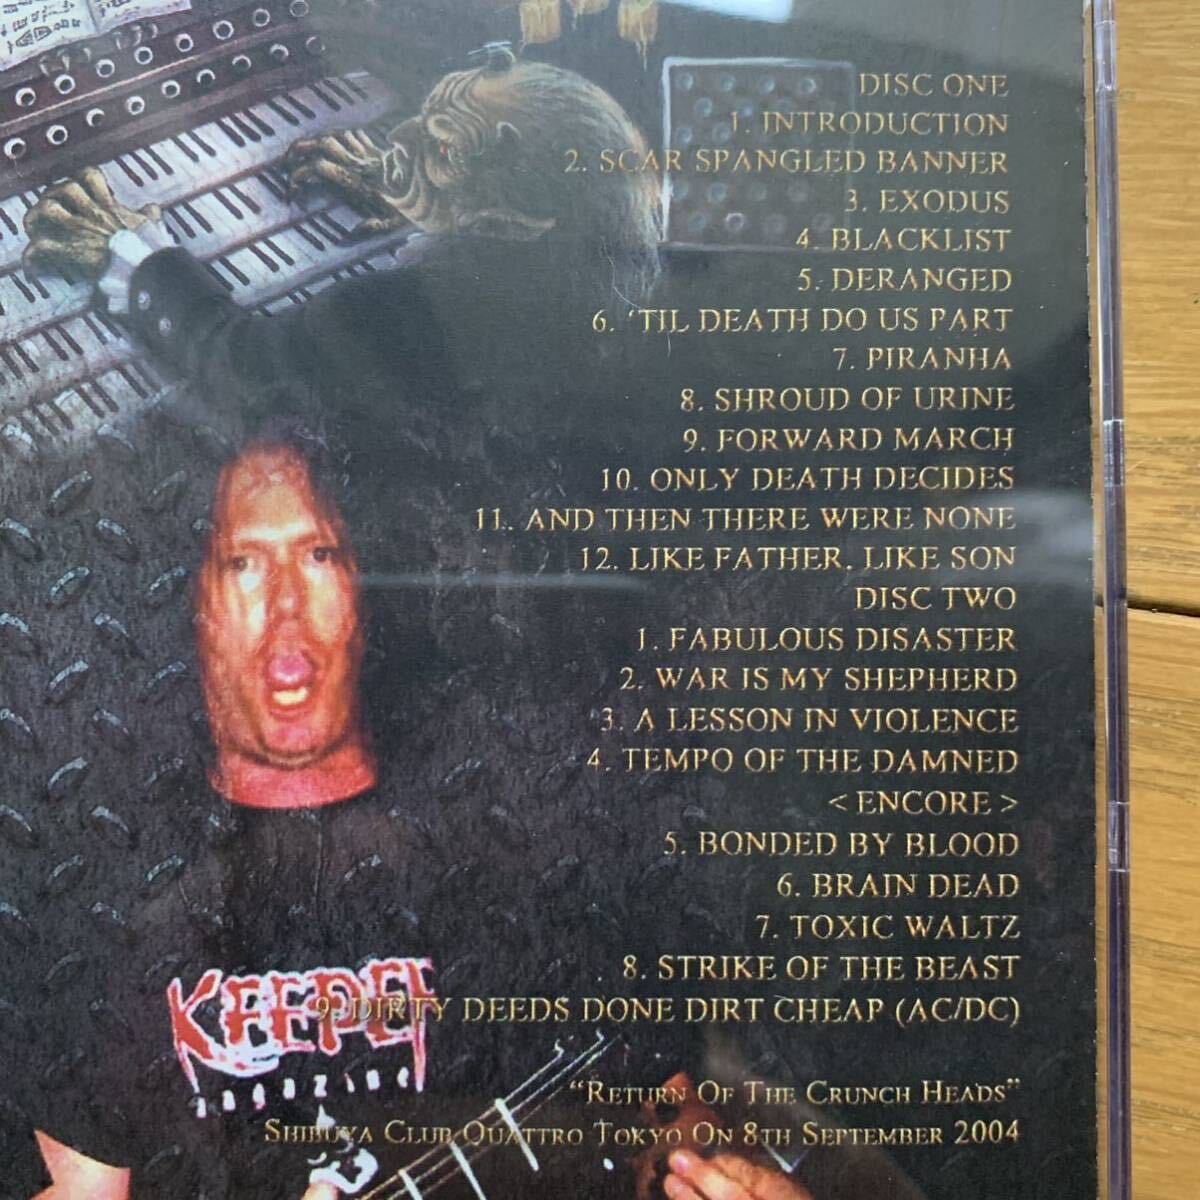 DISC ONE
1. INTRODUCTION
2. SCAR SPANGLED BANNER
3. EXODUS
4. BLACKLIST
5. DERANGED
6. ‘TIL DEATH DO US PART
7. PIRANHA
8. SHROUD OF URINE
9. FORWARD MARCH
10. ONLY DEATH DECIDES
11. AND THEN THERE WERE NONE
12. LIKE FATHER. LIKE SON
DISC TWO
1. FABULOUS DISASTER
2. WAR IS MY SHEPHERD
3. A LESSON IN VIOLENCE
4. TEMPO OF THE DAMNED
< ENCORE >
5. BONDED BY BLOOD
6. BRAIN DEAD
7. TOXIC WALTZ
8. STRIKE OF THE BEAST
KEEPER
9. DIRTY DEEDS DONE DIRT CHEAP (AC/DC)
magazine
“RETURN OF THE CRUNCH HEADS”
SHIBUYA CLUB QUATTRO TOKYO ON 8TH SEPTEMBER 2004